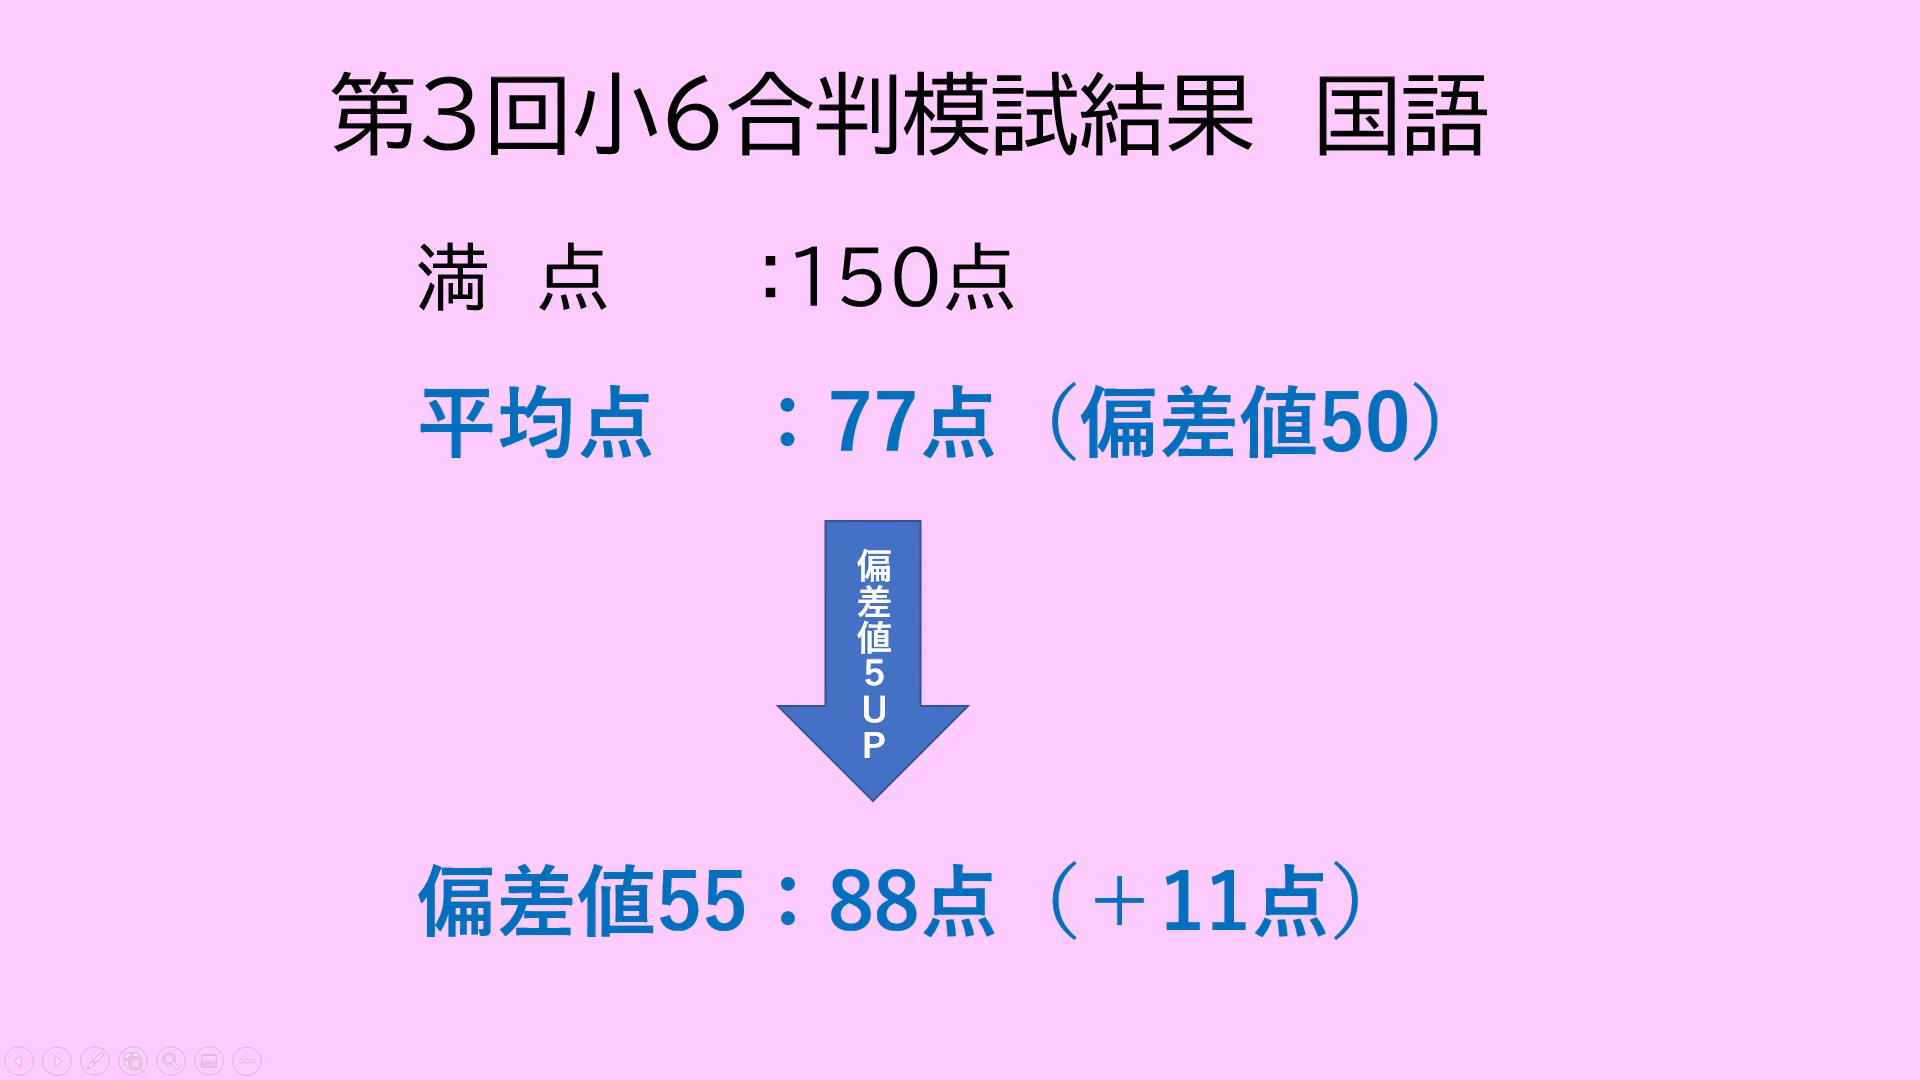 第３回小６合判模試結果　国語
満　点　　：１５０点
平均点　：77点（偏差値50）
偏差値５ＵＰ
偏差値55：88点（＋11点）